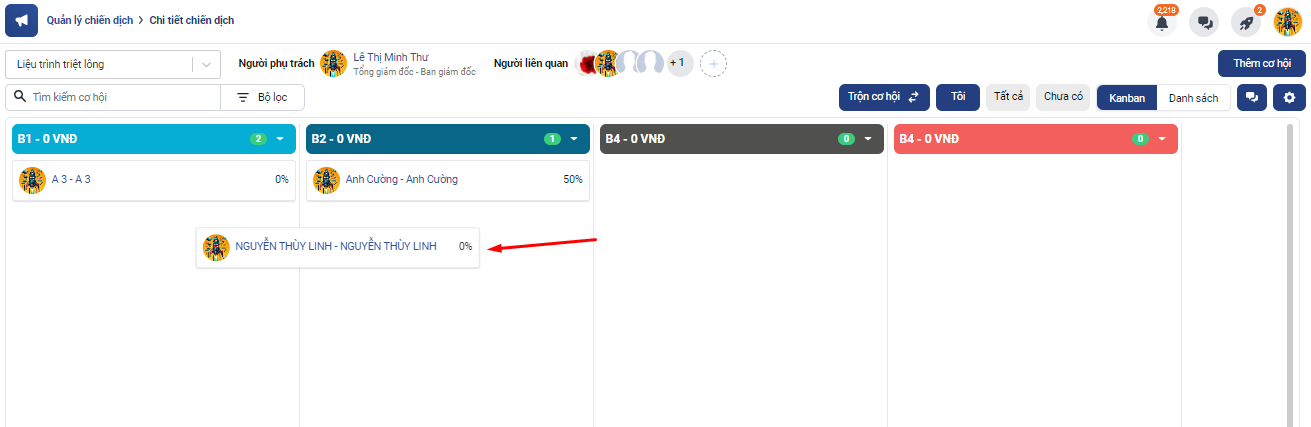 Quản lý chiến dịch > Chi tiết chiến dịch
2,218
2
Liệu trình triệt lông
Người phụ trách
Lê Thị Minh Thư
Tổng giám đốc - Ban giám đốc
Người liên quan
+ 1
Thêm cơ hội
Tìm kiếm cơ hội
Bộ lọc
Trộn cơ hội
Tôi
Tất cả
Chưa có
Kanban
Danh sách
B1 - 0 VNĐ
2
B2 - 0 VNĐ
1
B4 - 0 VNĐ
0
B4 - 0 VNĐ
0
A 3 - A 3
0%
Anh Cường - Anh Cường
50%
NGUYỄN THÙY LINH - NGUYỄN THÙY LINH
0%